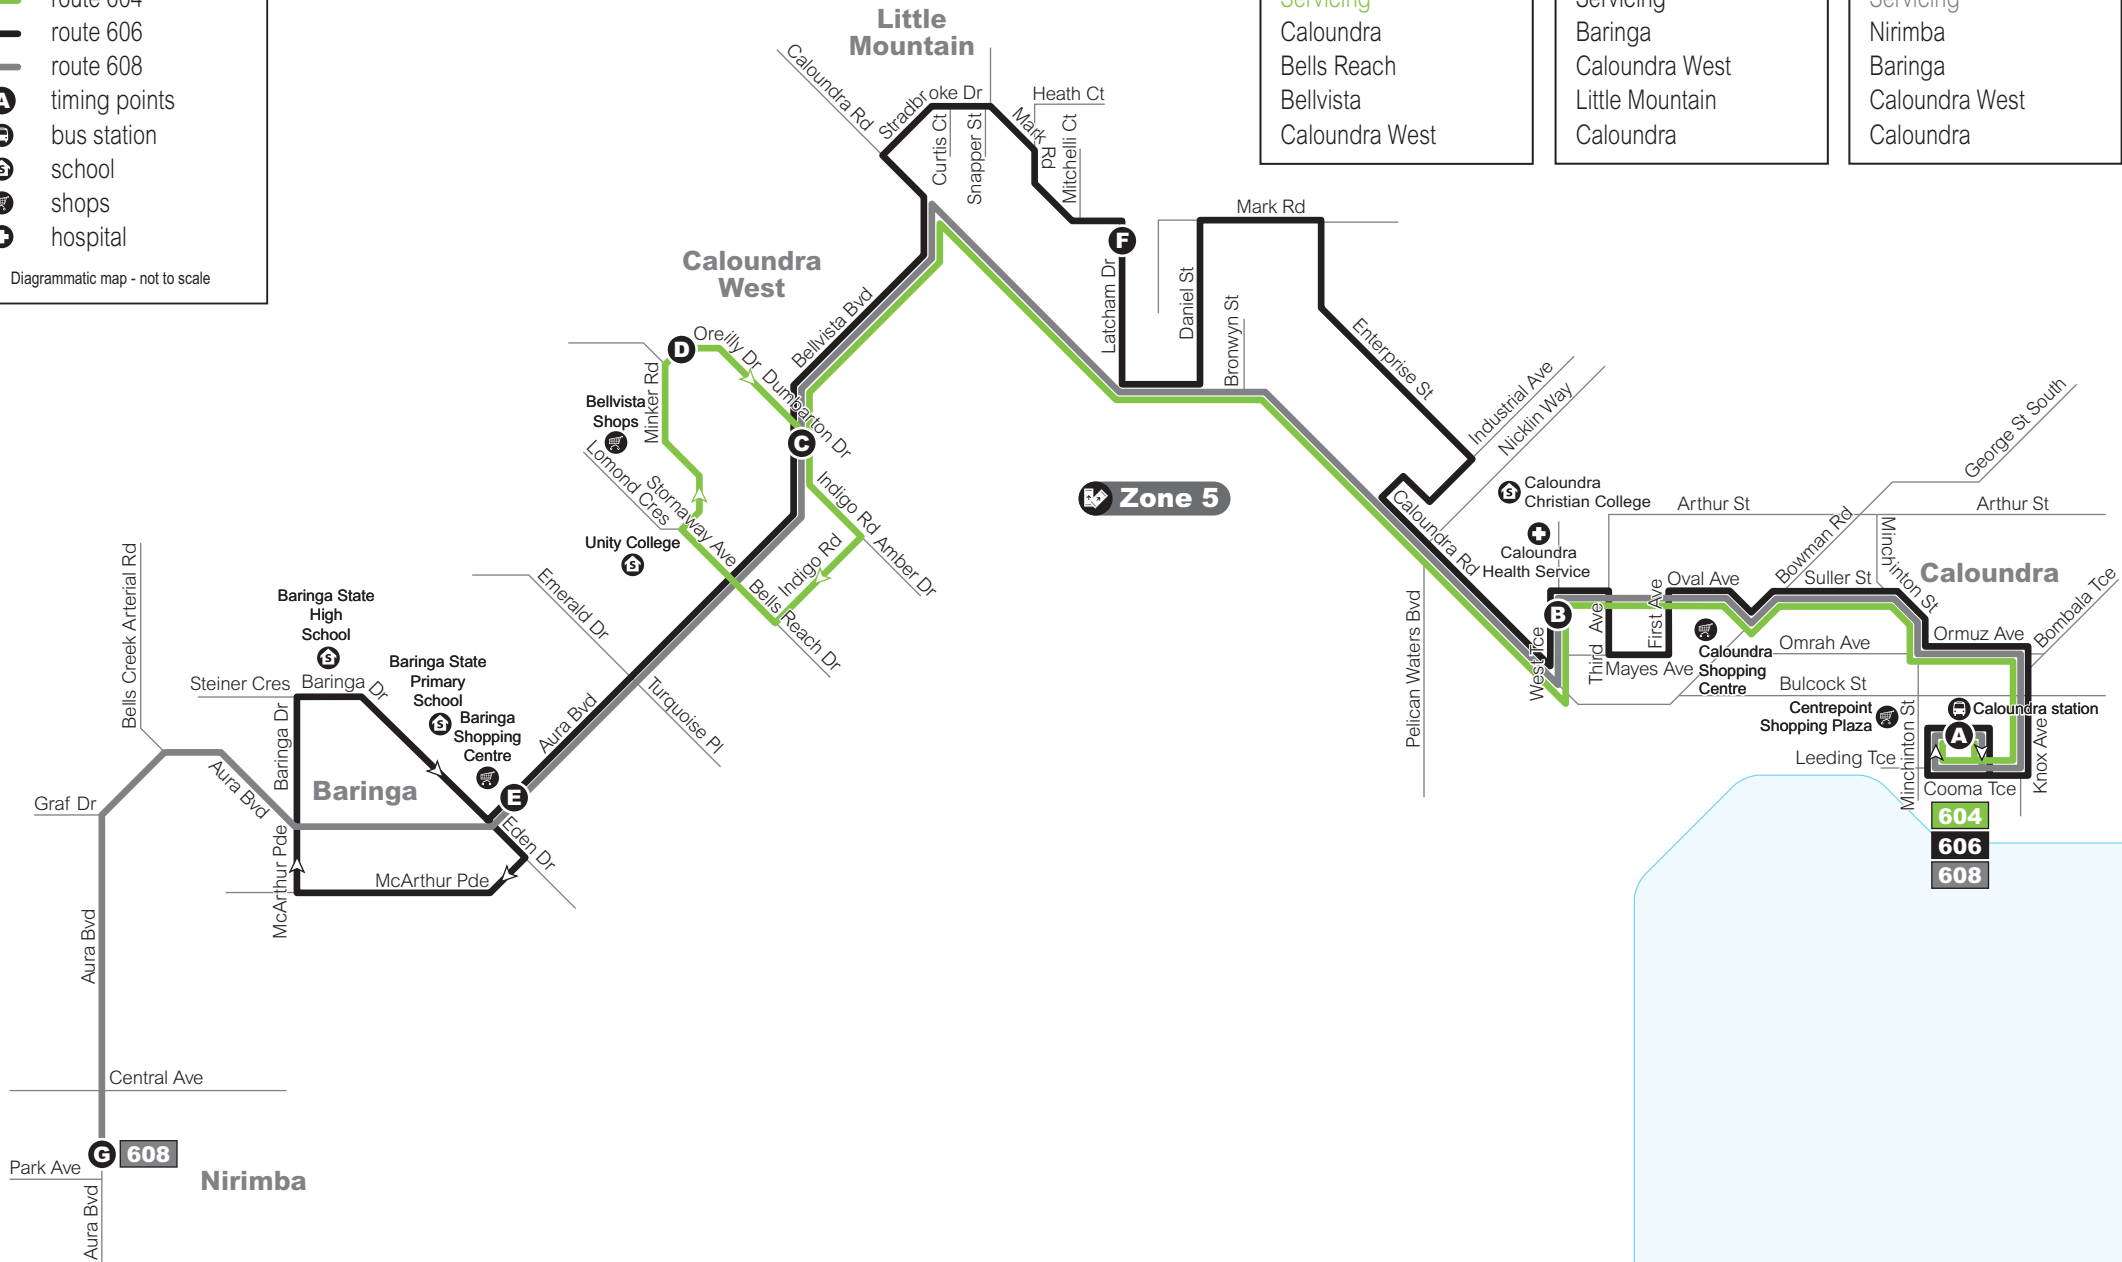 route 604
route 606
route 608
A
timing points
bus station
school
shops
hospital
Diagrammatic map - not to scale
Servicing
Caloundra
Bells Reach
Bellvista
Caloundra West
Servicing
Baringa
Caloundra West
Little Mountain
Caloundra
Servicing
Nirimba
Baringa
Caloundra West
Caloundra
Little
Mountain
Caloundra Rd
Stradbroke Dr
Curtis Ct
Snapper St
Mark Rd
Heath Ct
Mitchelli Ct
F
Latcham Dr
Daniel St
Mark Rd
Bronwyn St
Enterprise St
Industrial Ave
Nicklin Way
Caloundra
West
Bellvista Bvd
D
Oreilly Dr
Dumbarton Dr
Minker Rd
Bellvista
Shops
Lomond Cres
Stornaway Ave
C
Indigo Rd
Amber Dr
Indigo Rd
Bells Reach Dr
Unity College
S
Zone 5
Caloundra Rd
Pelican Waters Bvd
S
Caloundra
Christian College
Caloundra
Health Service
B
West Tce
Third Ave
First Ave
Mayes Ave
Oval Ave
Arthur St
Arthur St
George St South
Bowman Rd
Suller St
Minchinton St
Caloundra
Bombala Tce
Ormuz Ave
Omrah Ave
Caloundra
Shopping
Centre
Bulcock St
Centrepoint
Shopping Plaza
Caloundra station
A
Leeding Tce
Minchinton St
Cooma Tce
Knox Ave
604
606
608
Emerald Dr
Turquoise Pl
Aura Bvd
Bells Creek Arterial Rd
Baringa State
High
School
S
Baringa State
Primary
School
S
Baringa
Shopping
Centre
Steiner Cres
Baringa Dr
Baringa Dr
Baringa
E
Eden Dr
McArthur Pde
McArthur Pde
Aura Bvd
Graf Dr
Aura Bvd
Central Ave
G
608
Park Ave
Aura Bvd
Nirimba